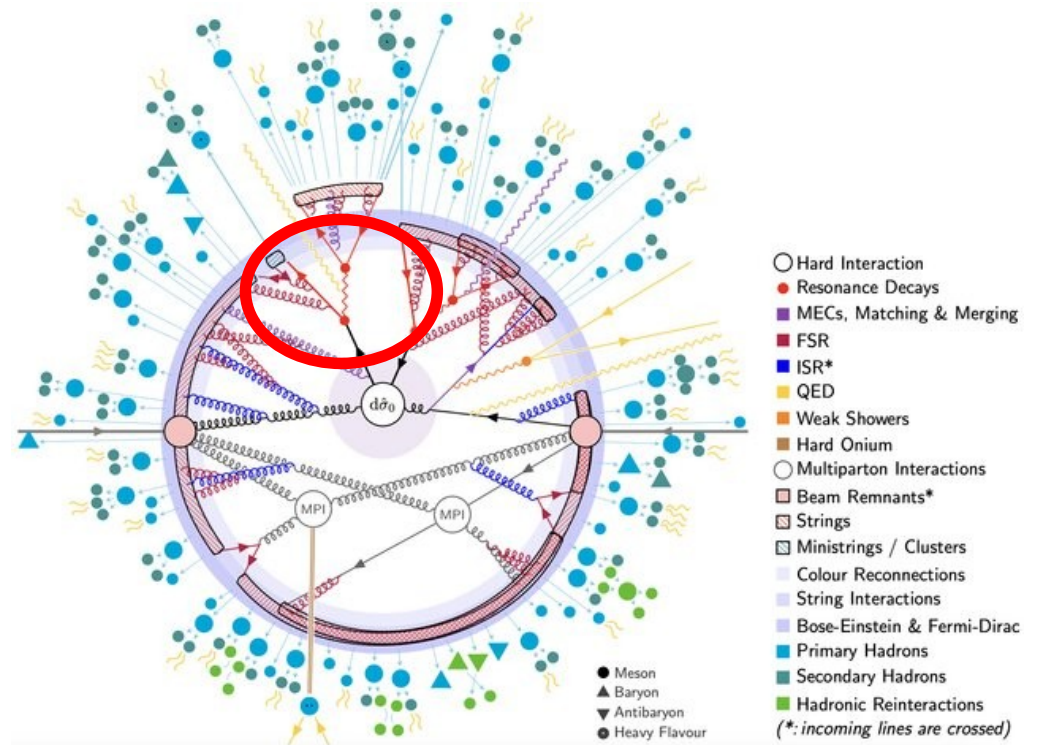 dσ̂₀
MPI
MPI
Meson
Baryon
Antibaryon
Heavy Flavour
Hard Interaction
Resonance Decays
MECs, Matching & Merging
FSR
ISR*
QED
Weak Showers
Hard Onium
Multiparton Interactions
Beam Remnants*
Strings
Ministrings / Clusters
Colour Reconnections
String Interactions
Bose-Einstein & Fermi-Dirac
Primary Hadrons
Secondary Hadrons
Hadronic Reinteractions
(*: incoming lines are crossed)